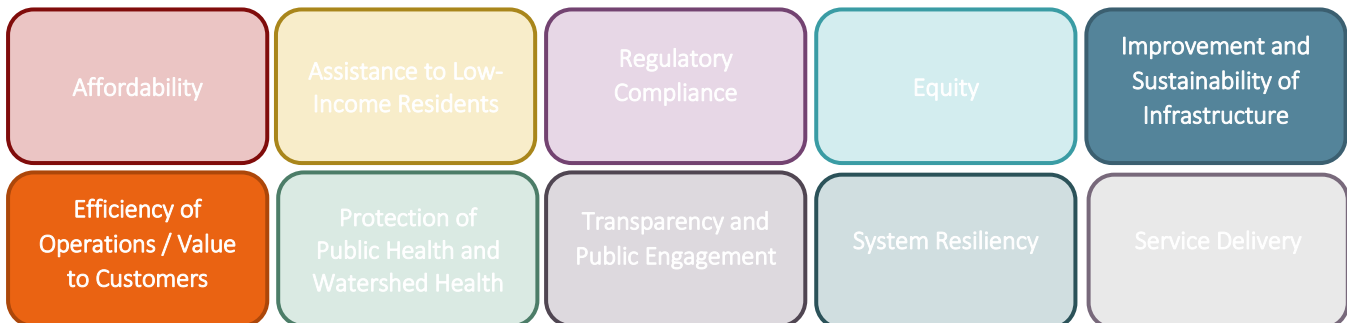 Affordability
Assistance to Low-
Income Residents
Regulatory
Compliance
Equity
Improvement and
Sustainability of
Infrastructure
Efficiency of
Operations / Value
to Customers
Protection of
Public Health and
Watershed Health
Transparency and
Public Engagement
System Resiliency
Service Delivery